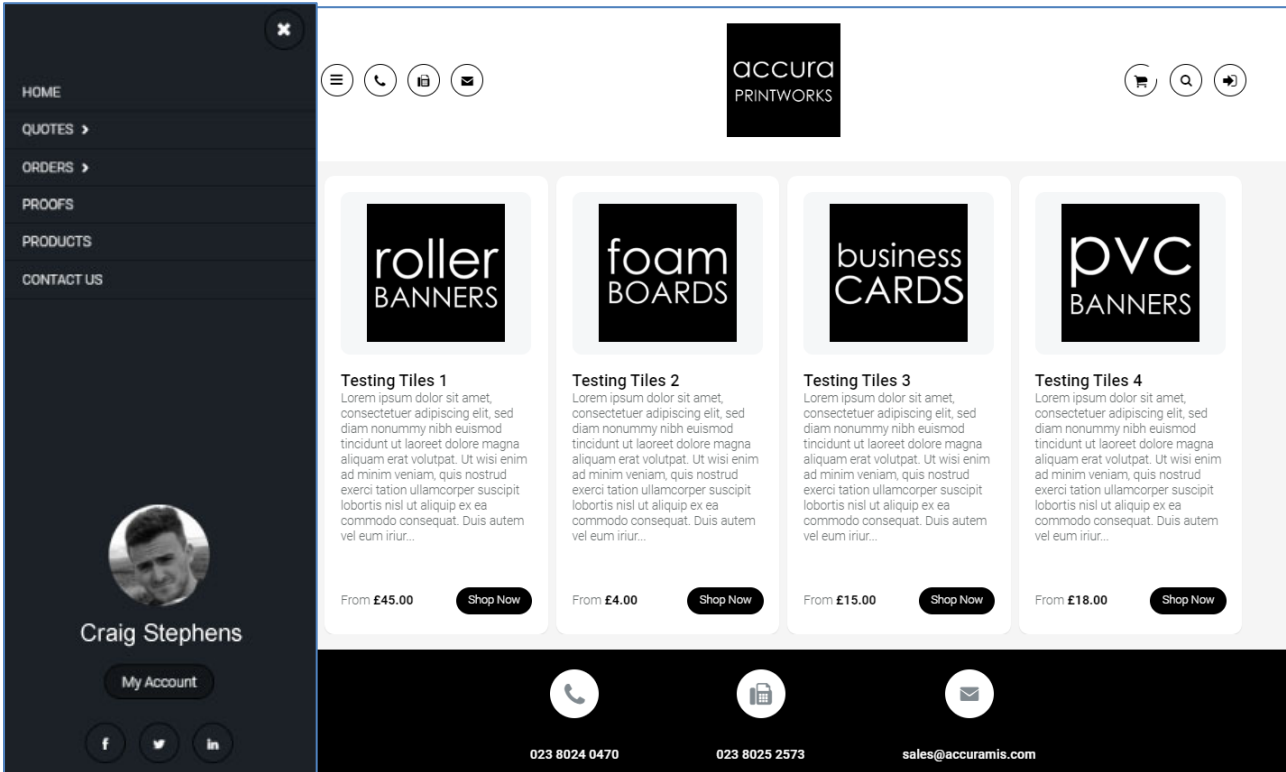 HOME
QUOTES
ORDERS
PROOFS
PRODUCTS
CONTACT US
Craig Stephens
My Account
f
in
accura
PRINTWORKS
roller
BANNERS
Testing Tiles 1
Lorem ipsum dolor sit amet,
consectetuer adipiscing elit, sed
diam nonummy nibh euismod
tincidunt ut laoreet dolore magna
aliquam erat volutpat. Ut wisi enim
ad minim veniam, quis nostrud
exerci tation ullamcorper suscipit
lobortis nisl ut aliquip ex ea
commodo consequat. Duis autem
vel eum iriur...
From £45.00
Shop Now
foam
BOARDS
Testing Tiles 2
Lorem ipsum dolor sit amet,
consectetuer adipiscing elit, sed
diam nonummy nibh euismod
tincidunt ut laoreet dolore magna
aliquam erat volutpat. Ut wisi enim
ad minim veniam, quis nostrud
exerci tation ullamcorper suscipit
lobortis nisl ut aliquip ex ea
commodo consequat. Duis autem
vel eum iriur...
From £4.00
Shop Now
business
CARDS
Testing Tiles 3
Lorem ipsum dolor sit amet,
consectetuer adipiscing elit, sed
diam nonummy nibh euismod
tincidunt ut laoreet dolore magna
aliquam erat volutpat. Ut wisi enim
ad minim veniam, quis nostrud
exerci tation ullamcorper suscipit
lobortis nisl ut aliquip ex ea
commodo consequat. Duis autem
vel eum iriur...
From £15.00
Shop Now
pvc
BANNERS
Testing Tiles 4
Lorem ipsum dolor sit amet,
consectetuer adipiscing elit, sed
diam nonummy nibh euismod
tincidunt ut laoreet dolore magna
aliquam erat volutpat. Ut wisi enim
ad minim veniam, quis nostrud
exerci tation ullamcorper suscipit
lobortis nisl ut aliquip ex ea
commodo consequat. Duis autem
vel eum iriur...
From £18.00
Shop Now
023 8024 0470
023 8025 2573
sales@accuramis.com